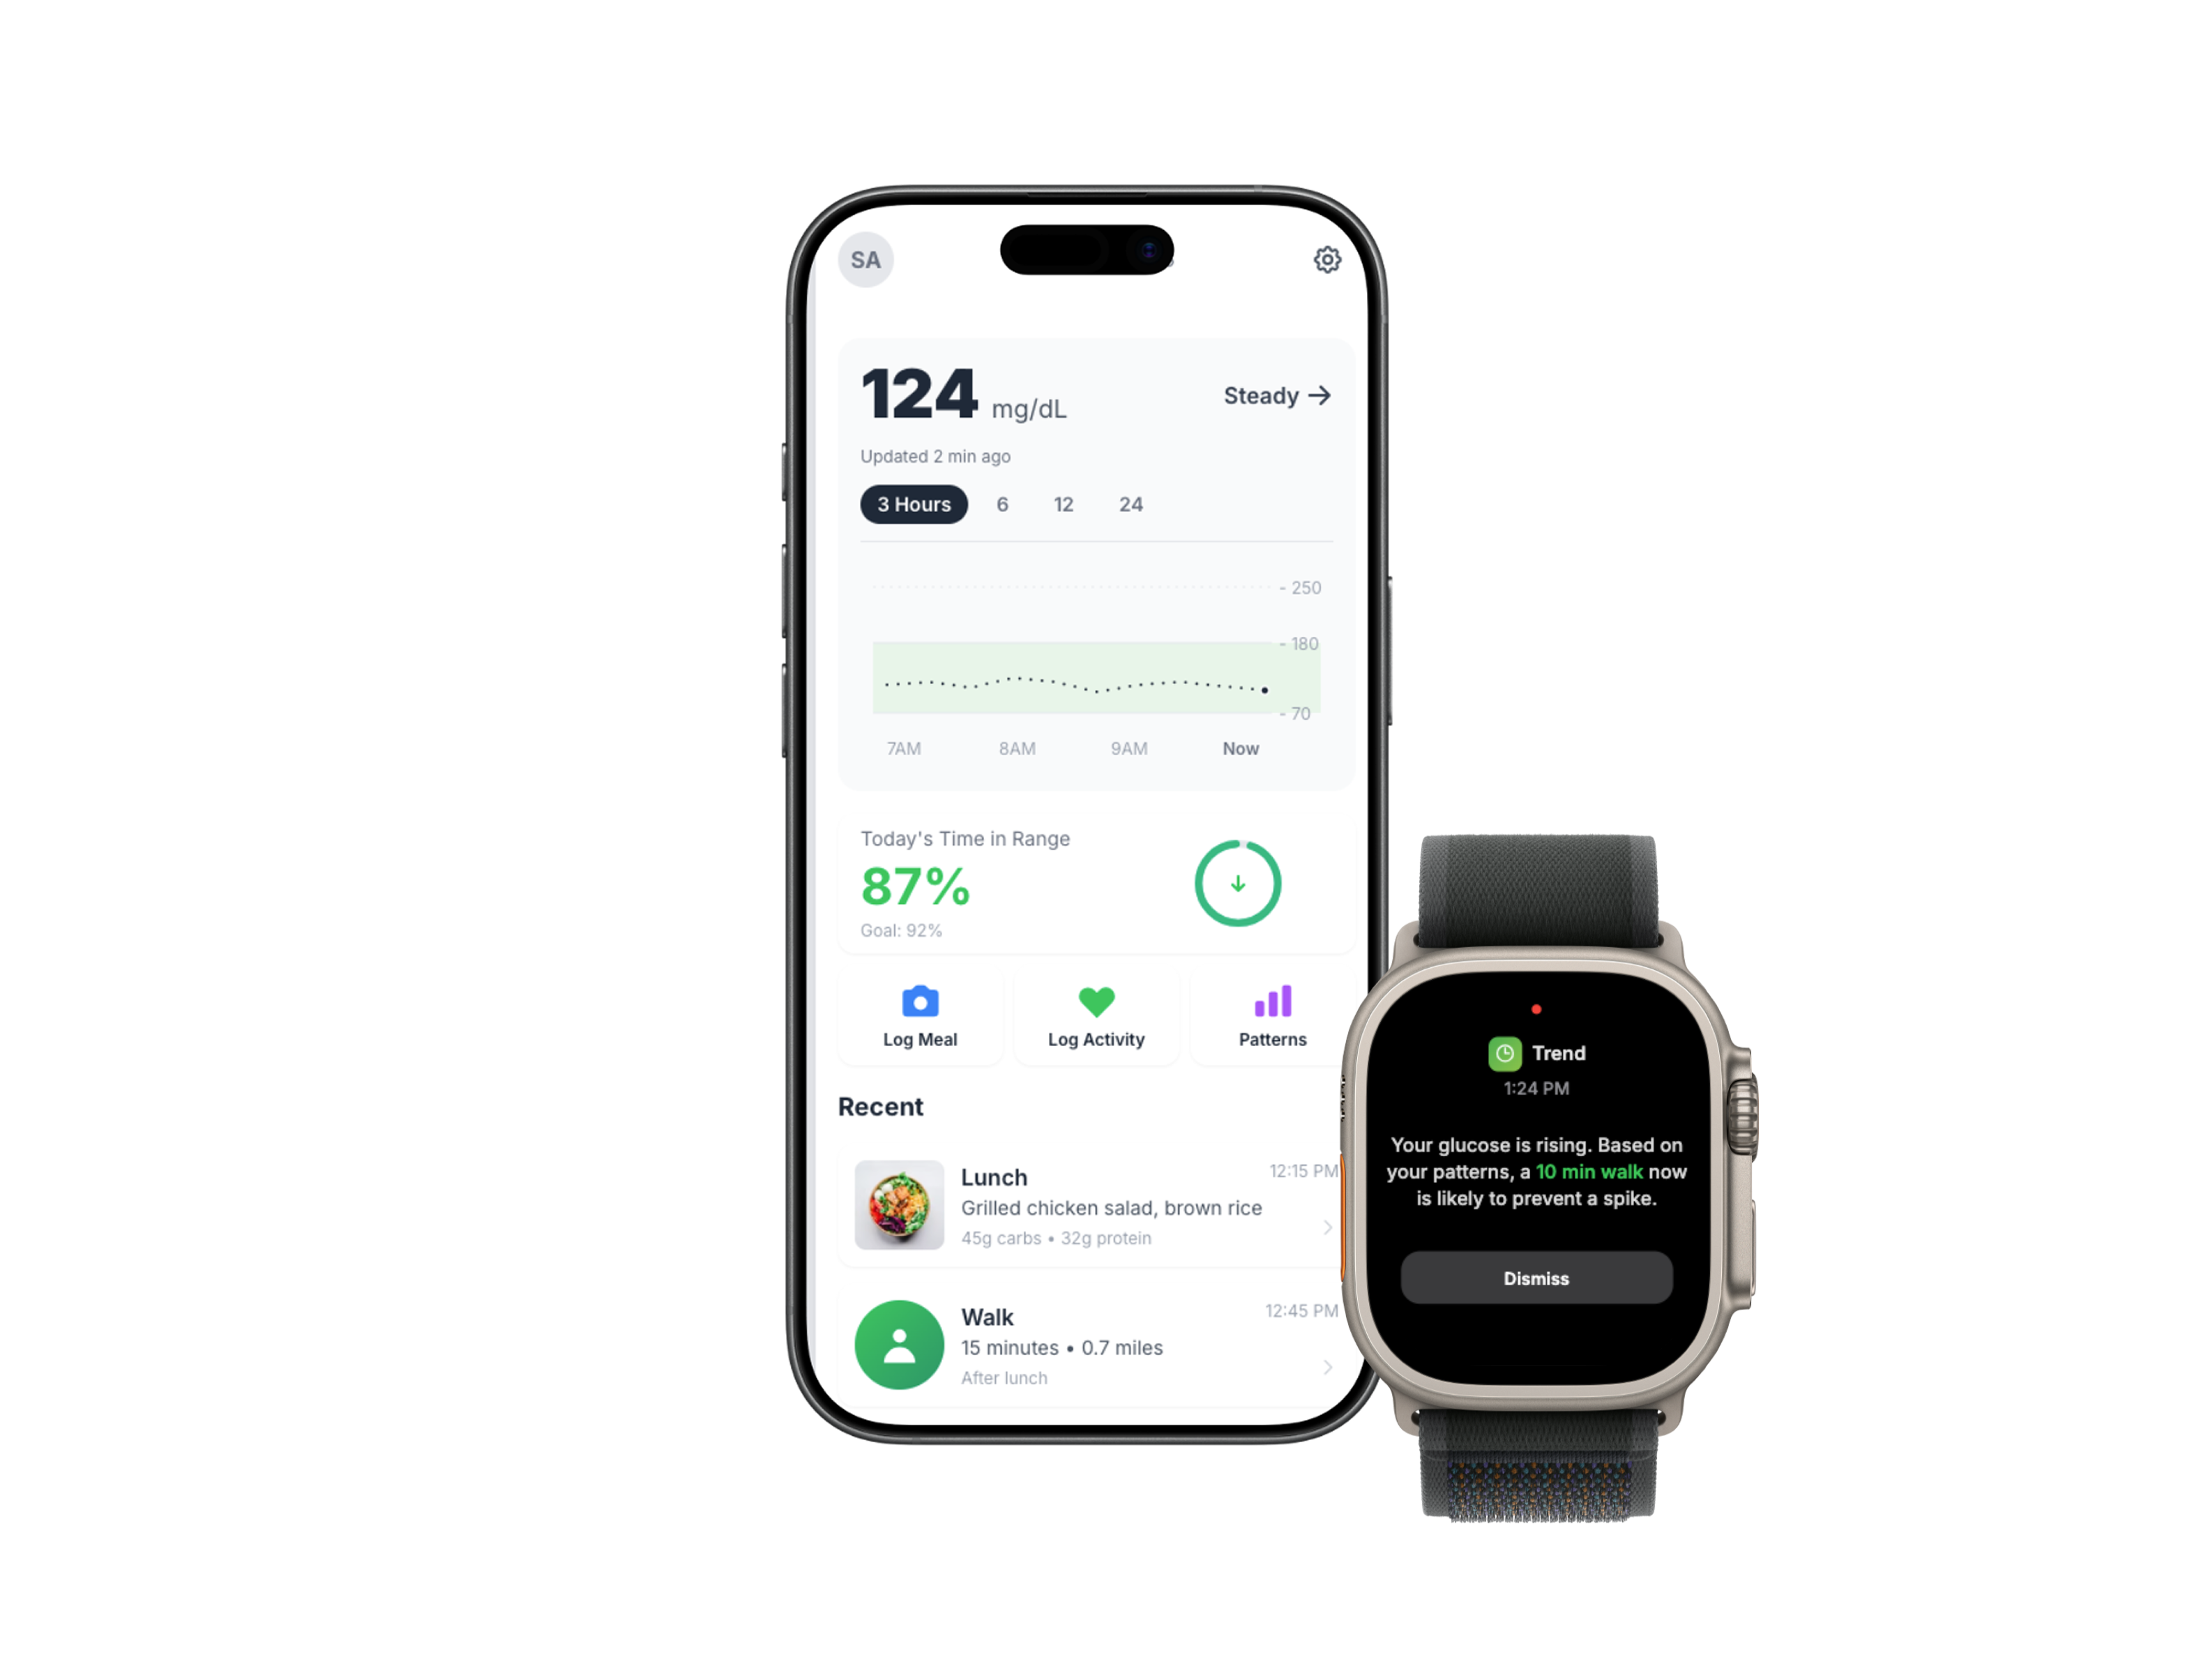 SA
124 mg/dL
Steady →
Updated 2 min ago
3 Hours 6 12 24
- 250
- 180
- 70
7AM 8AM 9AM Now
Today's Time in Range
87%
Goal: 92%
Log Meal Log Activity Patterns
Recent
Lunch 12:15 PM
Grilled chicken salad, brown rice
45g carbs • 32g protein
Walk 12:45 PM
15 minutes • 0.7 miles
After lunch
Trend
1:24 PM
Your glucose is rising. Based on
your patterns, a 10 min walk now
is likely to prevent a spike.
Dismiss